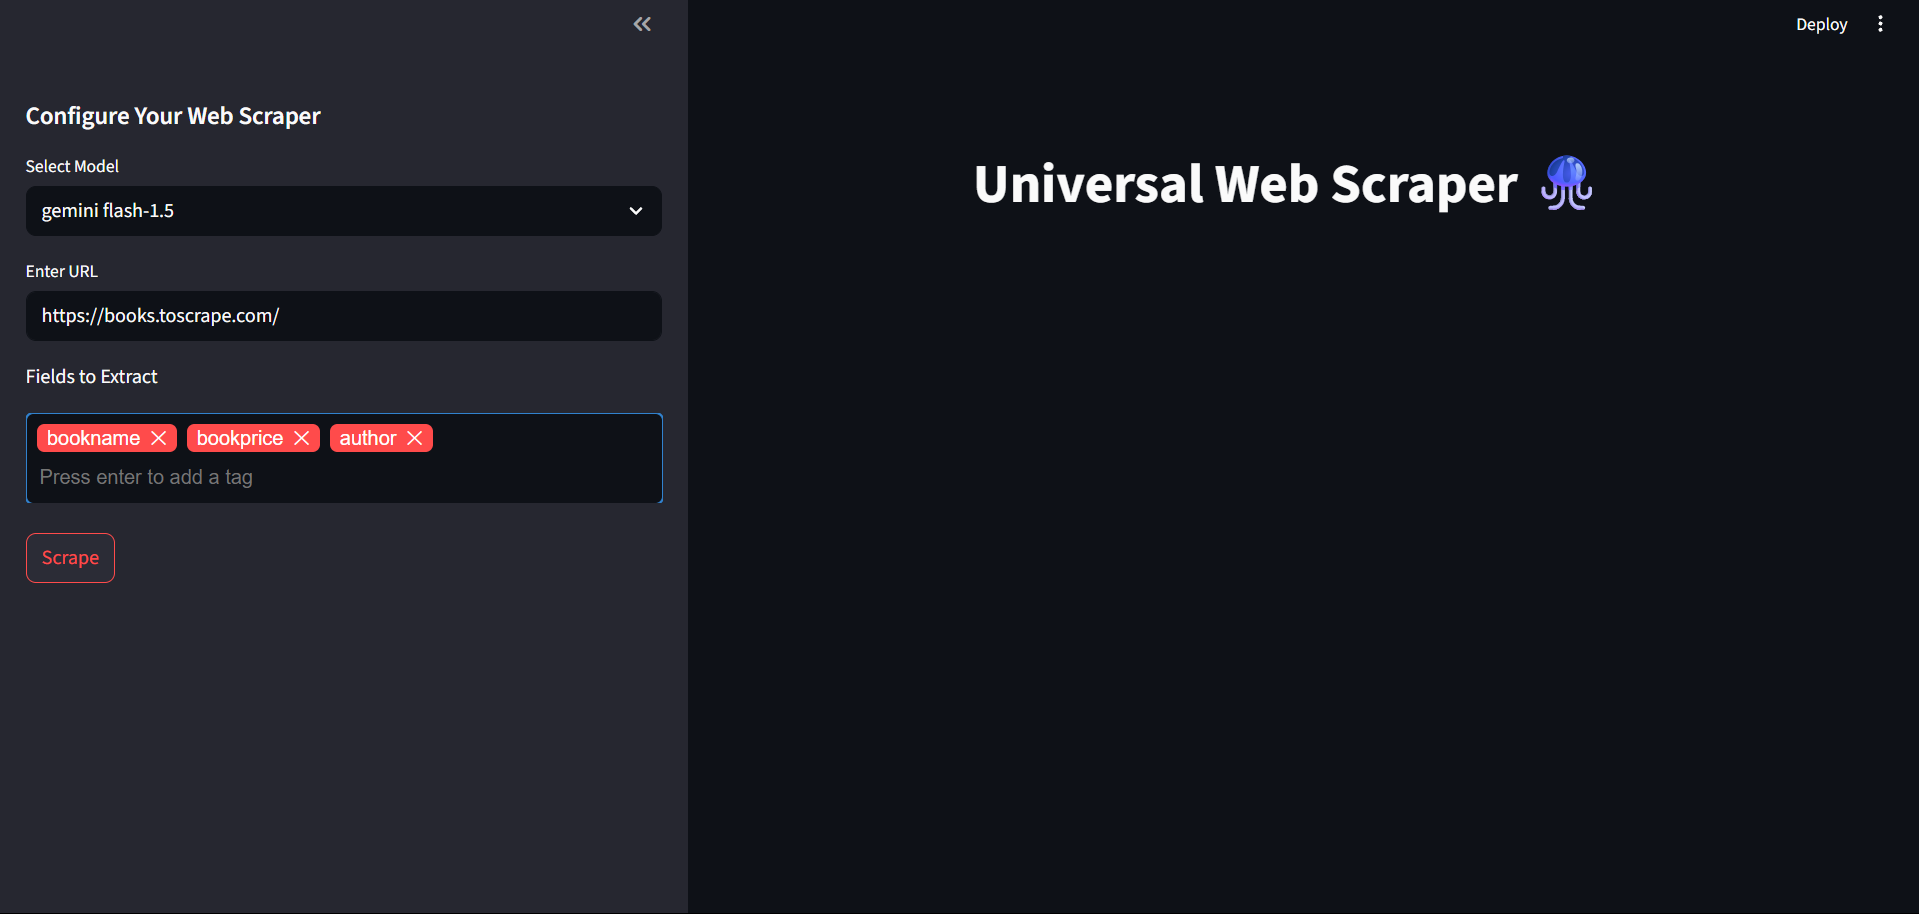 Deploy
Configure Your Web Scraper
Select Model
gemini flash-1.5
Enter URL
https://books.toscrape.com/
Fields to Extract
bookname bookprice author
Press enter to add a tag
Scrape
Universal Web Scraper